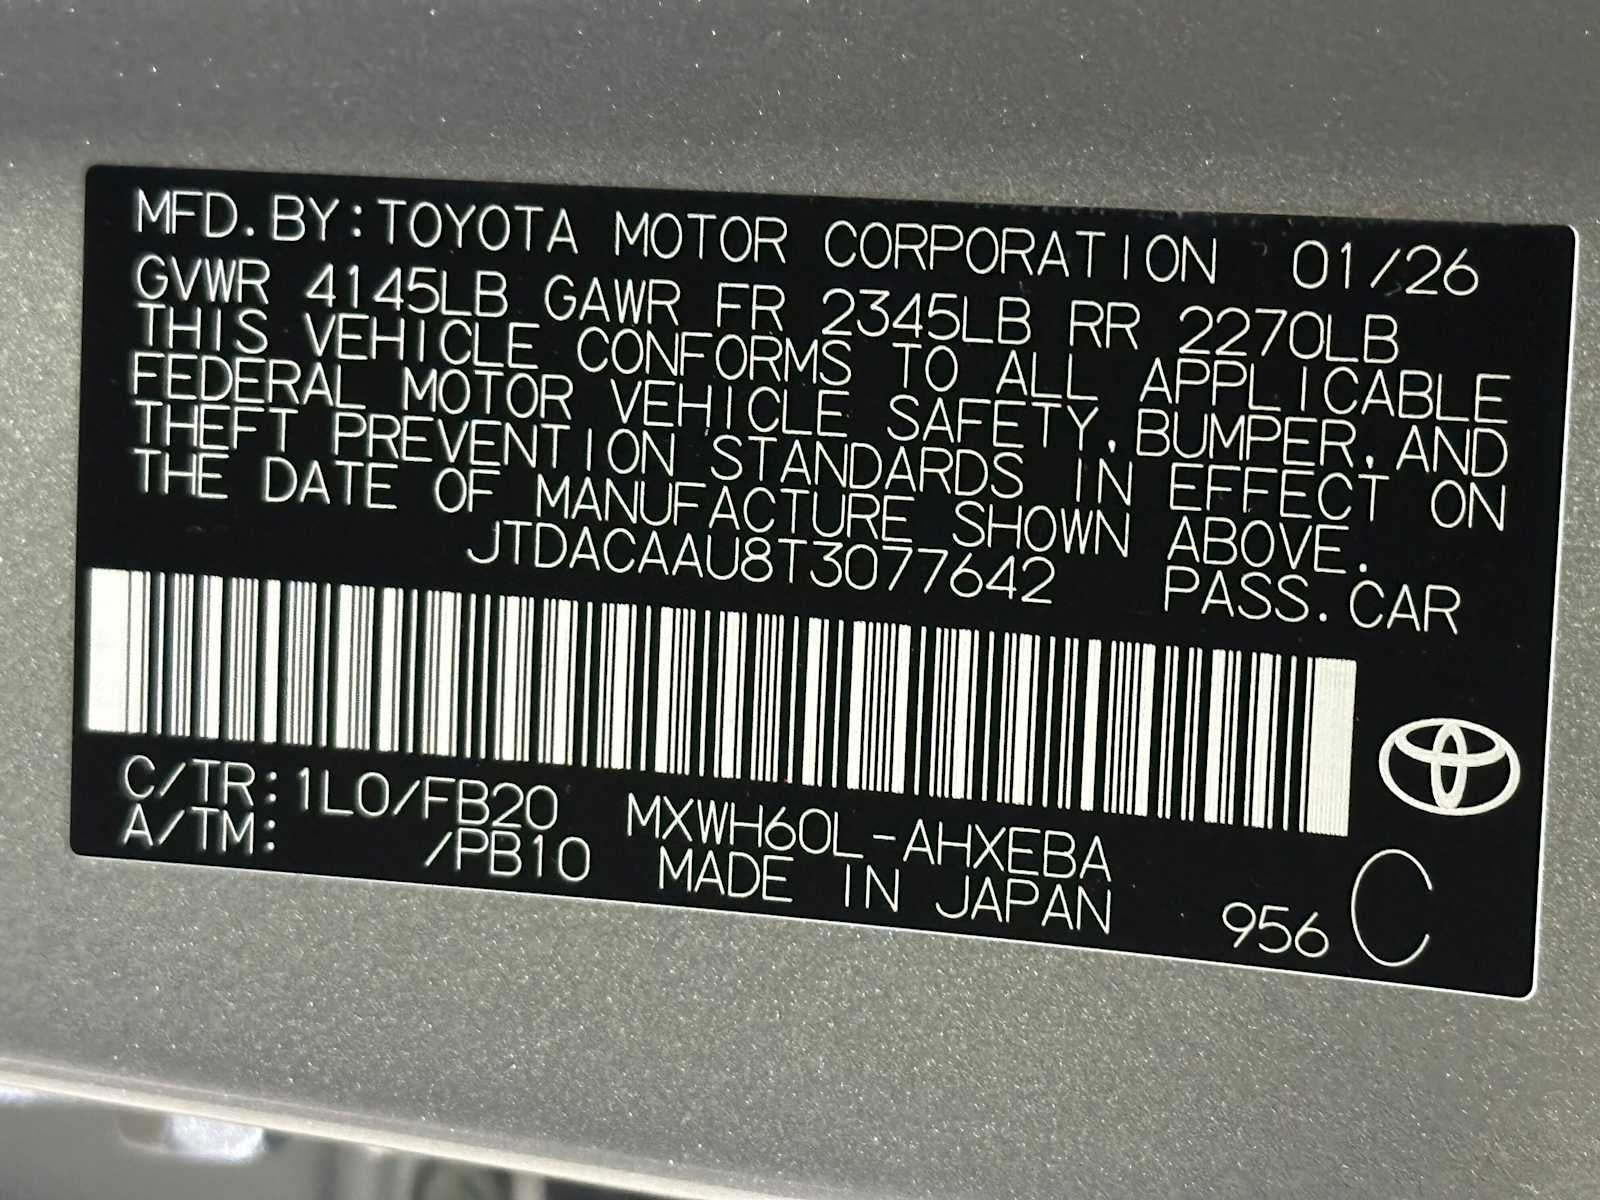 MFD.BY:TOYOTA MOTOR CORPORATION 01/26
GVWR 4145LB GAWR FR 2345LB RR 2270LB
THIS VEHICLE CONFORMS TO ALL APPLICABLE
FEDERAL MOTOR VEHICLE SAFETY,BUMPER,AND
THEFT PREVENTION STANDARDS IN EFFECT ON
THE DATE OF MANUFACTURE SHOWN ABOVE.
JTDACAAU8T3077642 PASS.CAR
C/TR:1L0/FB20 MXWH60L-AHXEBA
A/TM: /PB10 MADE IN JAPAN 956 C